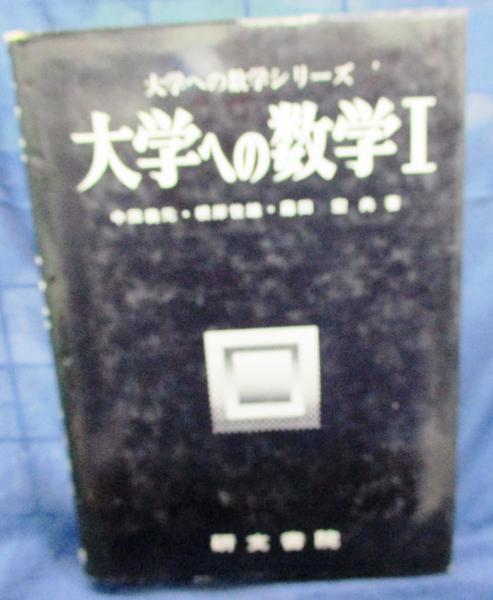 大学への数学シリーズ
大学への数学I
著
研文書院